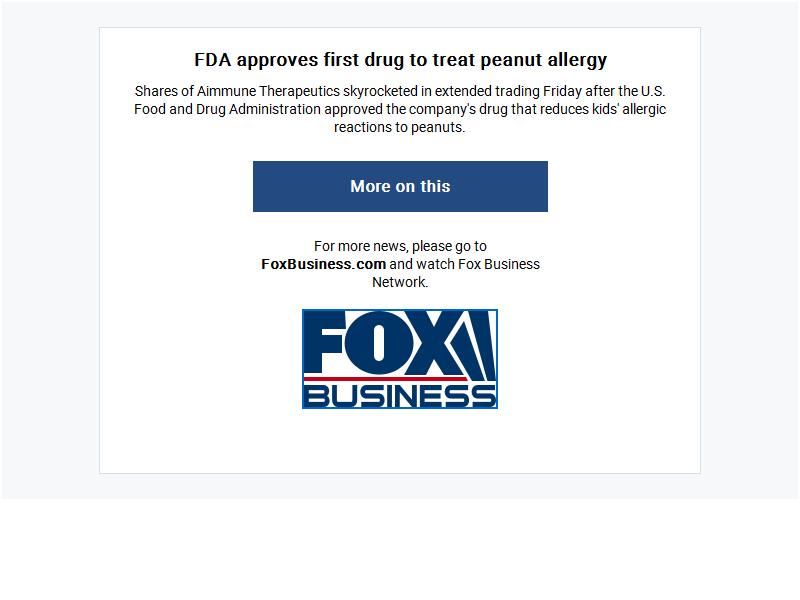 FDA approves first drug to treat peanut allergy
Shares of Aimmune Therapeutics skyrocketed in extended trading Friday after the U.S.
Food and Drug Administration approved the company's drug that reduces kids' allergic
reactions to peanuts.
More on this
For more news, please go to
FoxBusiness.com and watch Fox Business
Network.
FOX
BUSINESS